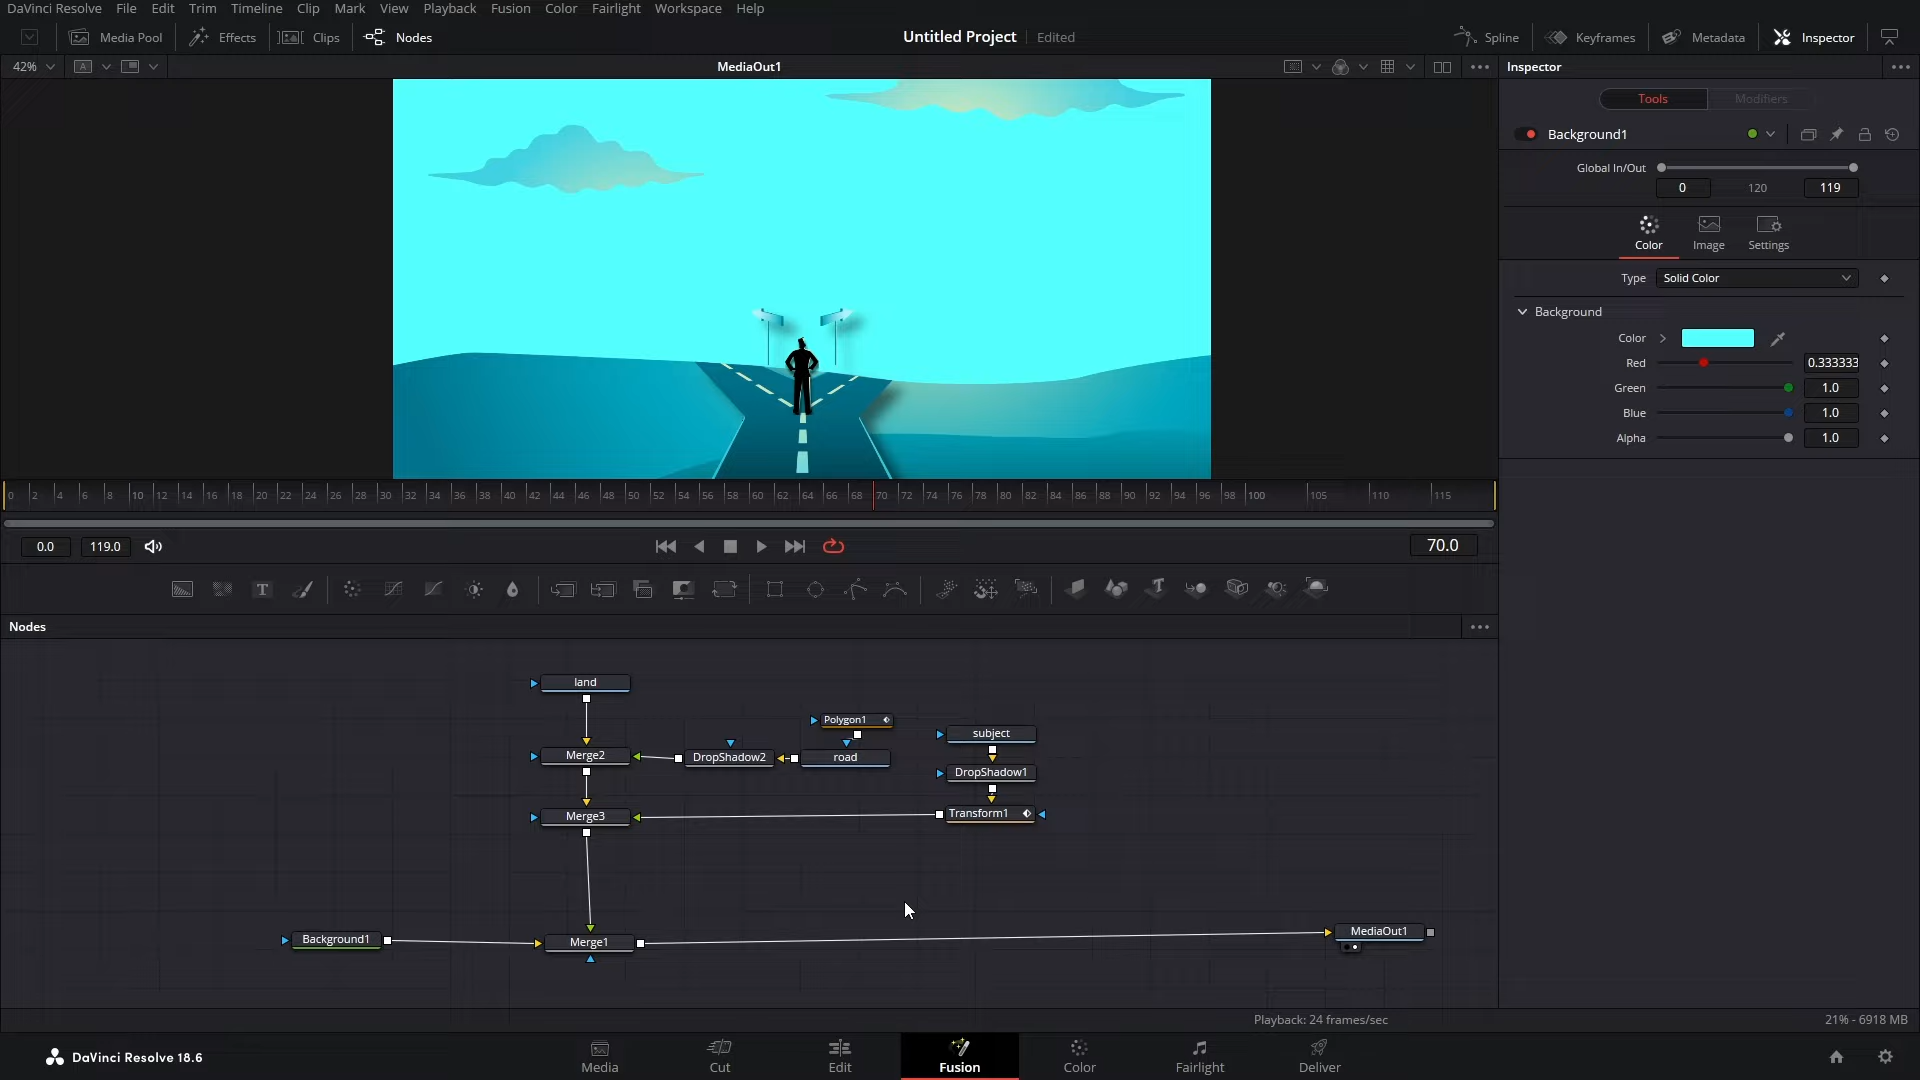 DaVinci Resolve File Edit Trim Timeline Clip Mark View Playback Fusion Color Fairlight Workspace Help
Media Pool Effects Clips Nodes Untitled Project Edited Spline Keyframes Metadata Inspector
42% A MediaOut1 Inspector
Tools Modifiers
Background1
Global In/Out
0 120 119
Color Image Settings
Type Solid Color
Background
Color
Red 0.333333
Green 1.0
Blue 1.0
Alpha 1.0
0 2 4 6 8 10 12 14 16 18 20 22 24 26 28 30 32 34 36 38 40 42 44 46 48 50 52 54 56 58 60 62 64 66 68 70 72 74 76 78 80 82 84 86 88 90 92 94 96 98 100 105 110 115
0.0 119.0 70.0
T T
Nodes
land
Polygon1
subject
Merge2 DropShadow2 road
DropShadow1
Merge3 Transform1
Background1 Merge1 MediaOut1
Playback: 24 frames/sec 21% - 6918 MB
DaVinci Resolve 18.6 Media Cut Edit Fusion Color Fairlight Deliver